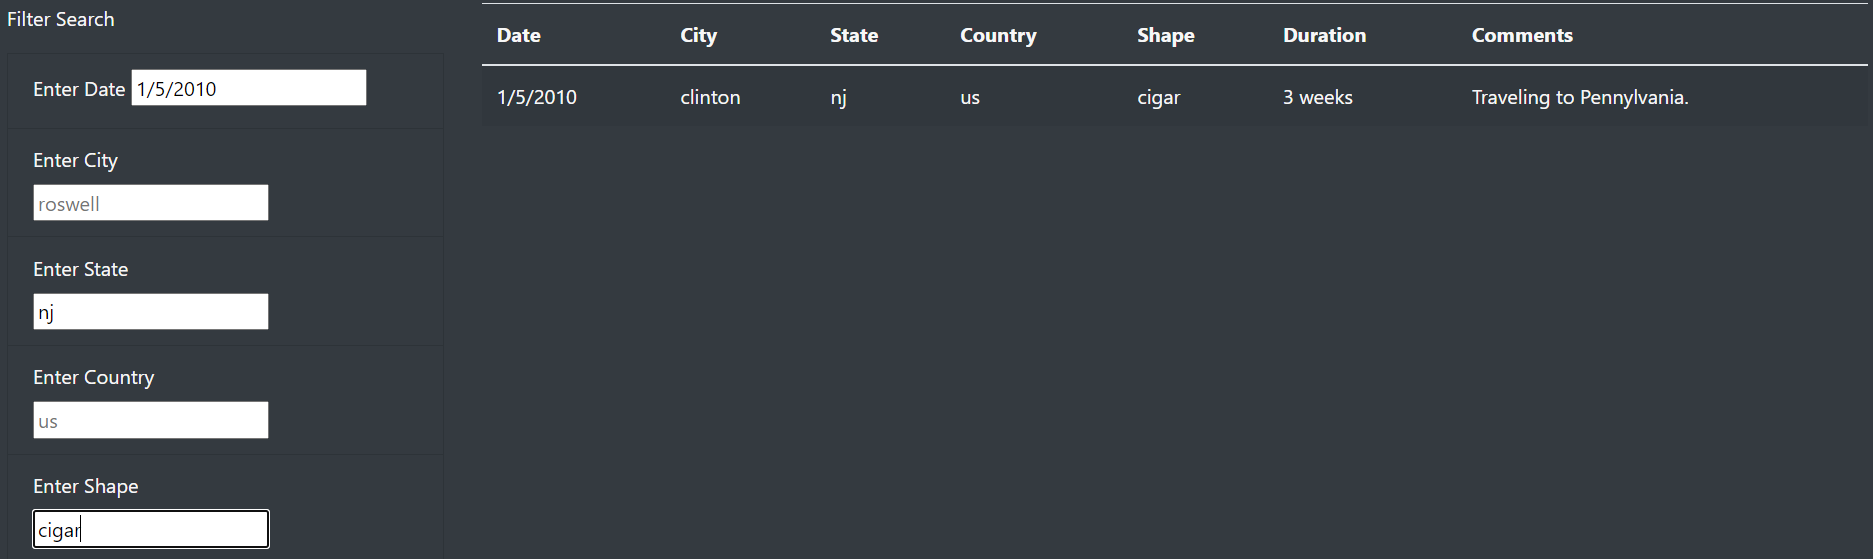 Filter Search
Enter Date 1/5/2010
Enter City
roswell
Enter State
nj
Enter Country
us
Enter Shape
cigar
Date City State Country Shape Duration Comments
1/5/2010 clinton nj us cigar 3 weeks Traveling to Pennylvania.